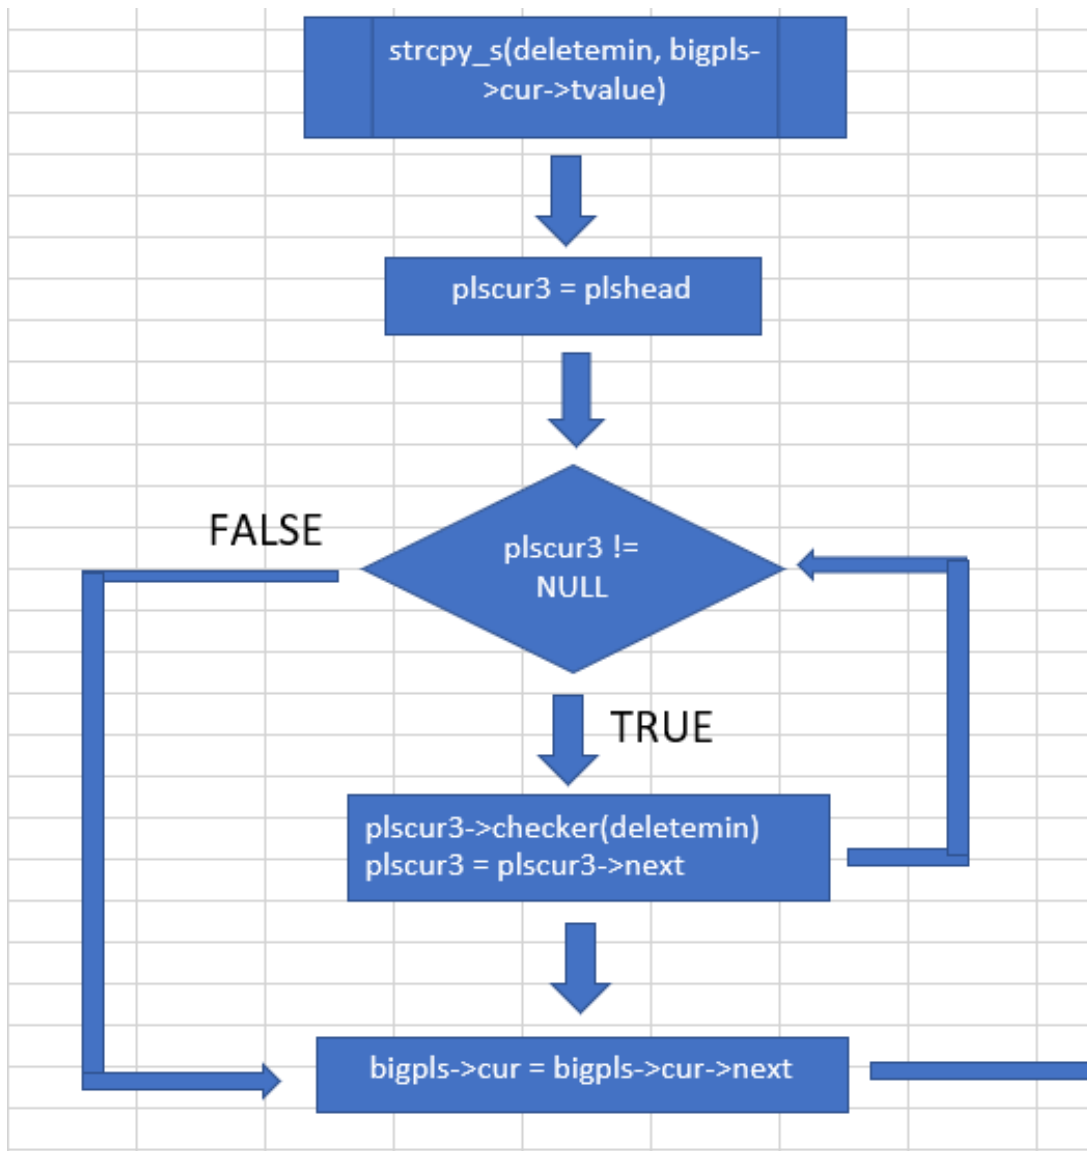 strcpy_s(deletemin, bigpls-
>cur->tvalue)
plscur3 = plshead
FALSE
plscur3 !=
NULL
TRUE
plscur3->checker(deletemin)
plscur3 = plscur3->next
bigpls->cur = bigpls->cur->next